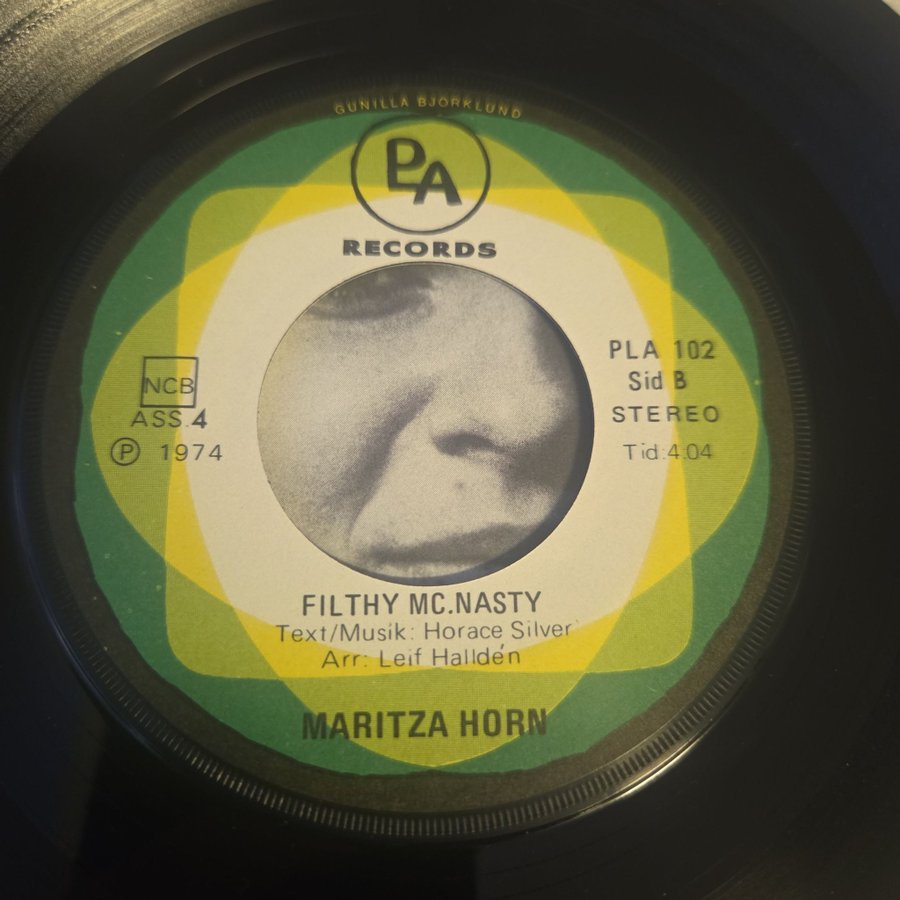 GUNILLA BJÖRKLUND
PLA
RECORDS
NCB
ASS.4
Ⓟ 1974
PLA 102
Sid B
STEREO
Tid:4.04
FILTHY MC.NASTY
Text/Musik: Horace Silver
Arr: Leif Halldén
MARITZA HORN